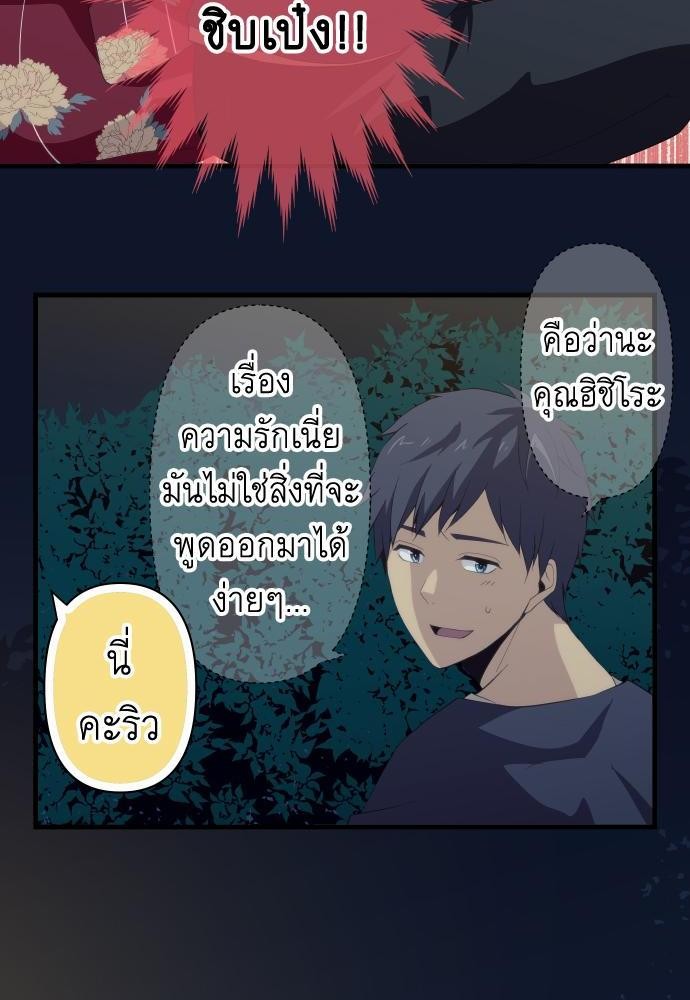 ชิบเป๋ง!!
คือว่านะ
คุณฮิชิโระ
เรื่อง
ความรักเนี่ย
มันไม่ใช่สิ่งที่จะ
พูดออกมาได้
ง่ายๆ...
นี่
คะริว